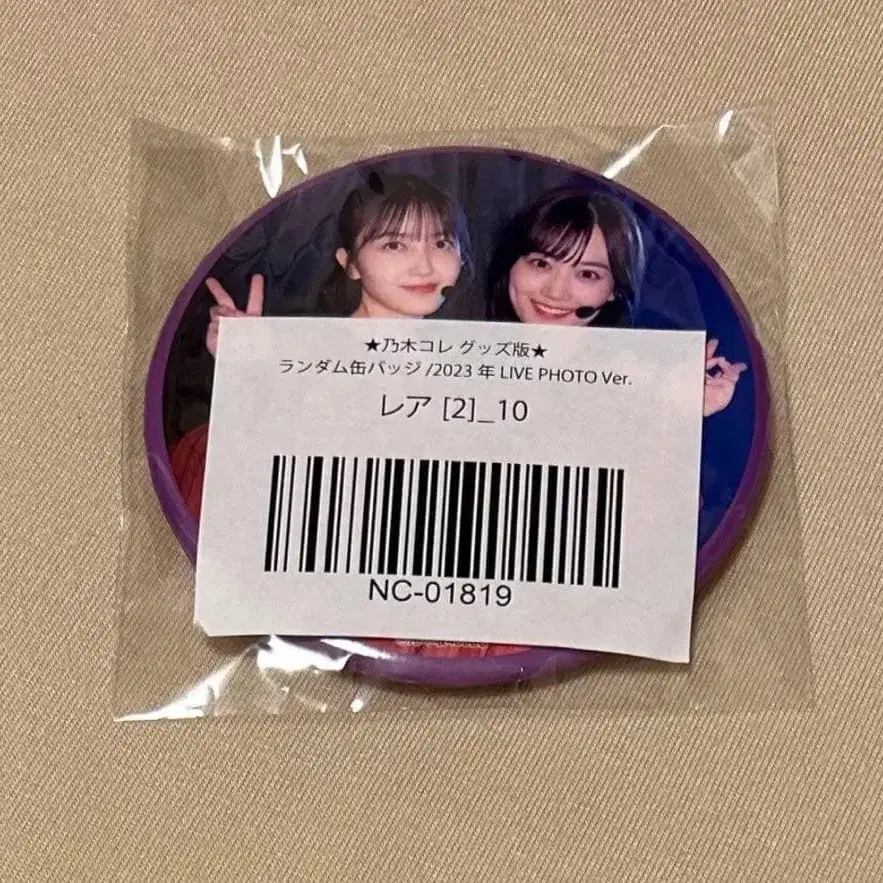 ★乃木コレ グッズ版★
ランダム缶バッジ /2023 年 LIVE PHOTO Ver.
レア [2]_10
NC-01819